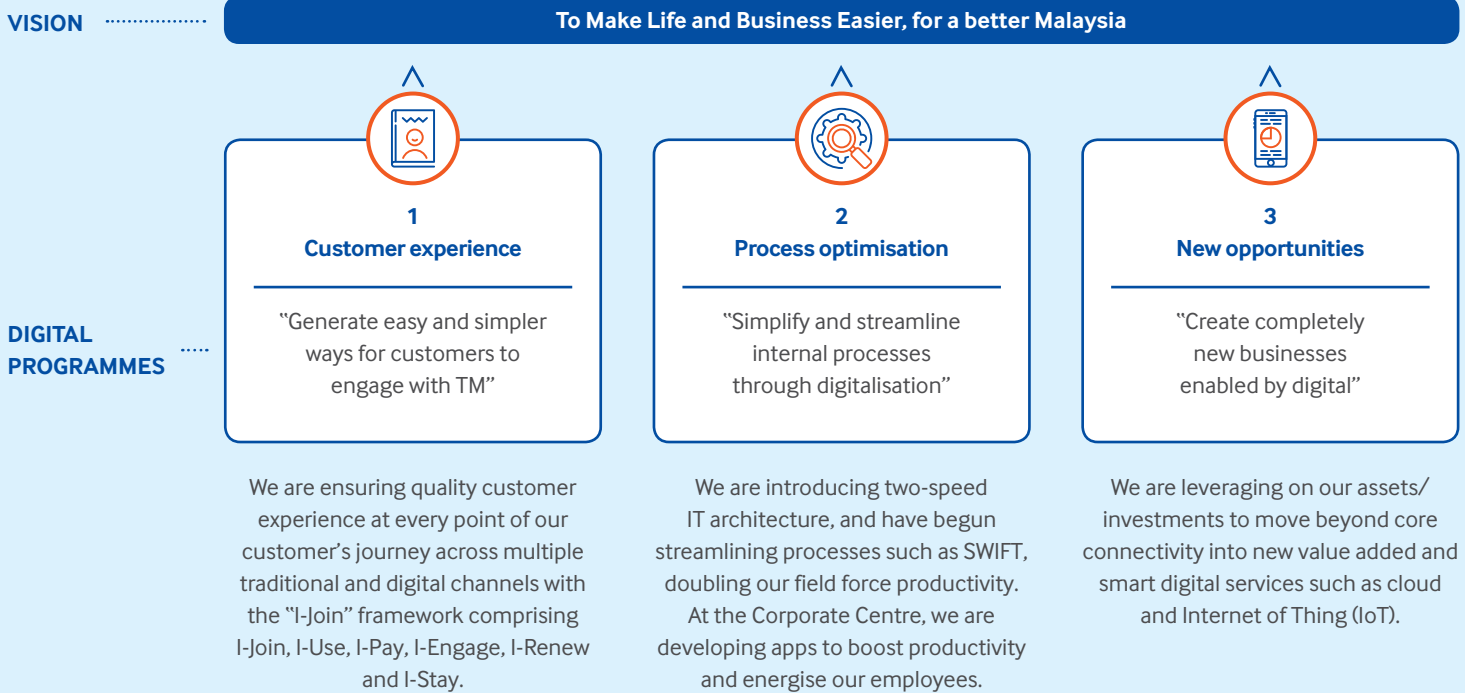 VISION
To Make Life and Business Easier, for a better Malaysia
DIGITAL
PROGRAMMES
1
Customer experience
“Generate easy and simpler
ways for customers to
engage with TM”
We are ensuring quality customer
experience at every point of our
customer’s journey across multiple
traditional and digital channels with
the “I-Join” framework comprising
I-Join, I-Use, I-Pay, I-Engage, I-Renew
and I-Stay.
2
Process optimisation
“Simplify and streamline
internal processes
through digitalisation”
We are introducing two-speed
IT architecture, and have begun
streamlining processes such as SWIFT,
doubling our field force productivity.
At the Corporate Centre, we are
developing apps to boost productivity
and energise our employees.
3
New opportunities
“Create completely
new businesses
enabled by digital”
We are leveraging on our assets/
investments to move beyond core
connectivity into new value added and
smart digital services such as cloud
and Internet of Thing (IoT).